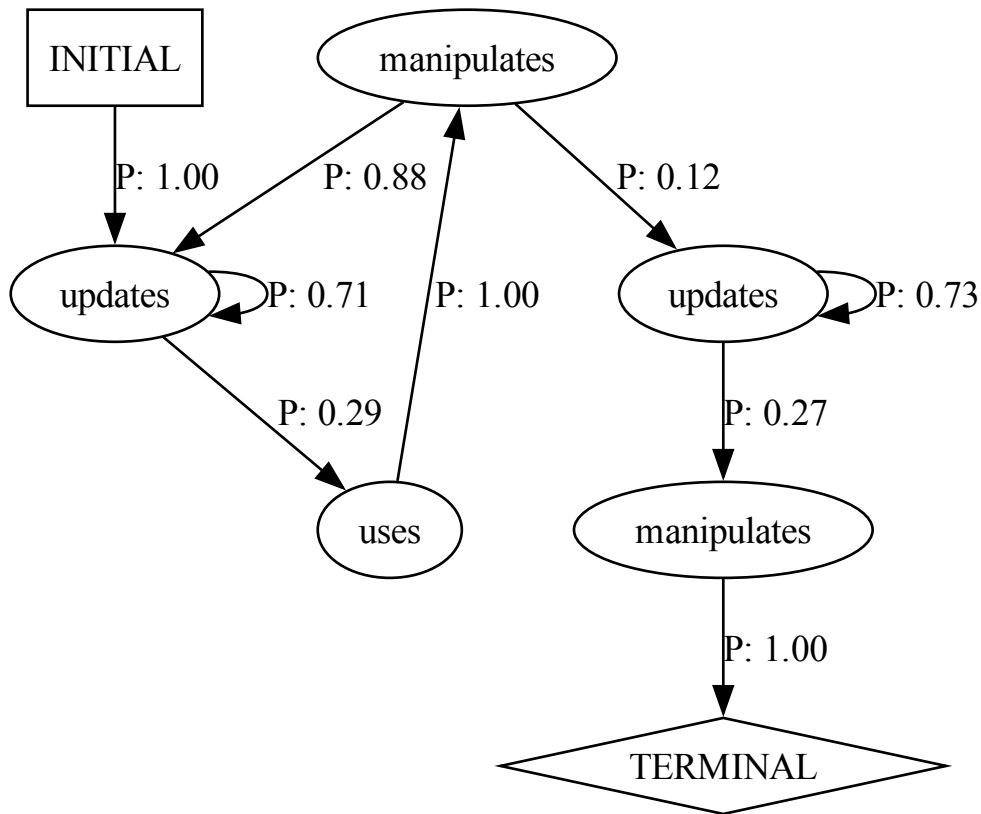 INITIAL
manipulates
P: 1.00
P: 0.88
P: 0.12
updates
P: 0.71
P: 1.00
updates
P: 0.73
P: 0.29
P: 0.27
uses
manipulates
P: 1.00
TERMINAL